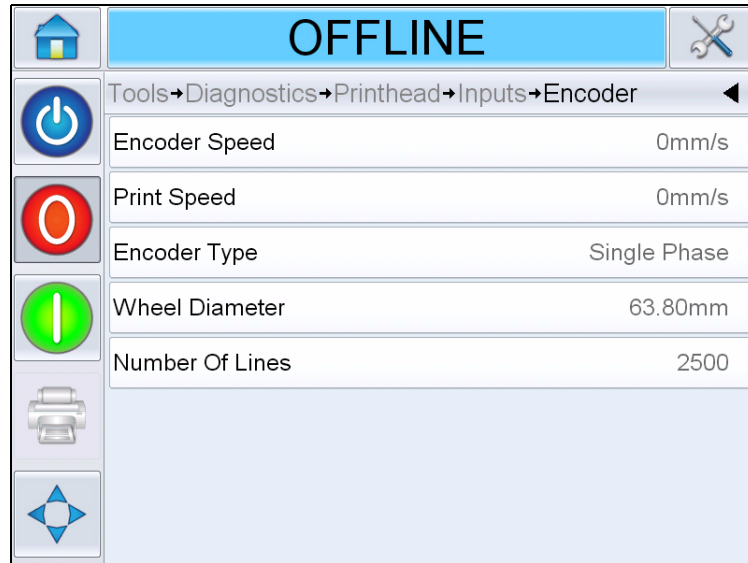 OFFLINE
Tools→Diagnostics→Printhead→Inputs→Encoder
Encoder Speed 0mm/s
Print Speed 0mm/s
Encoder Type Single Phase
Wheel Diameter 63.80mm
Number Of Lines 2500